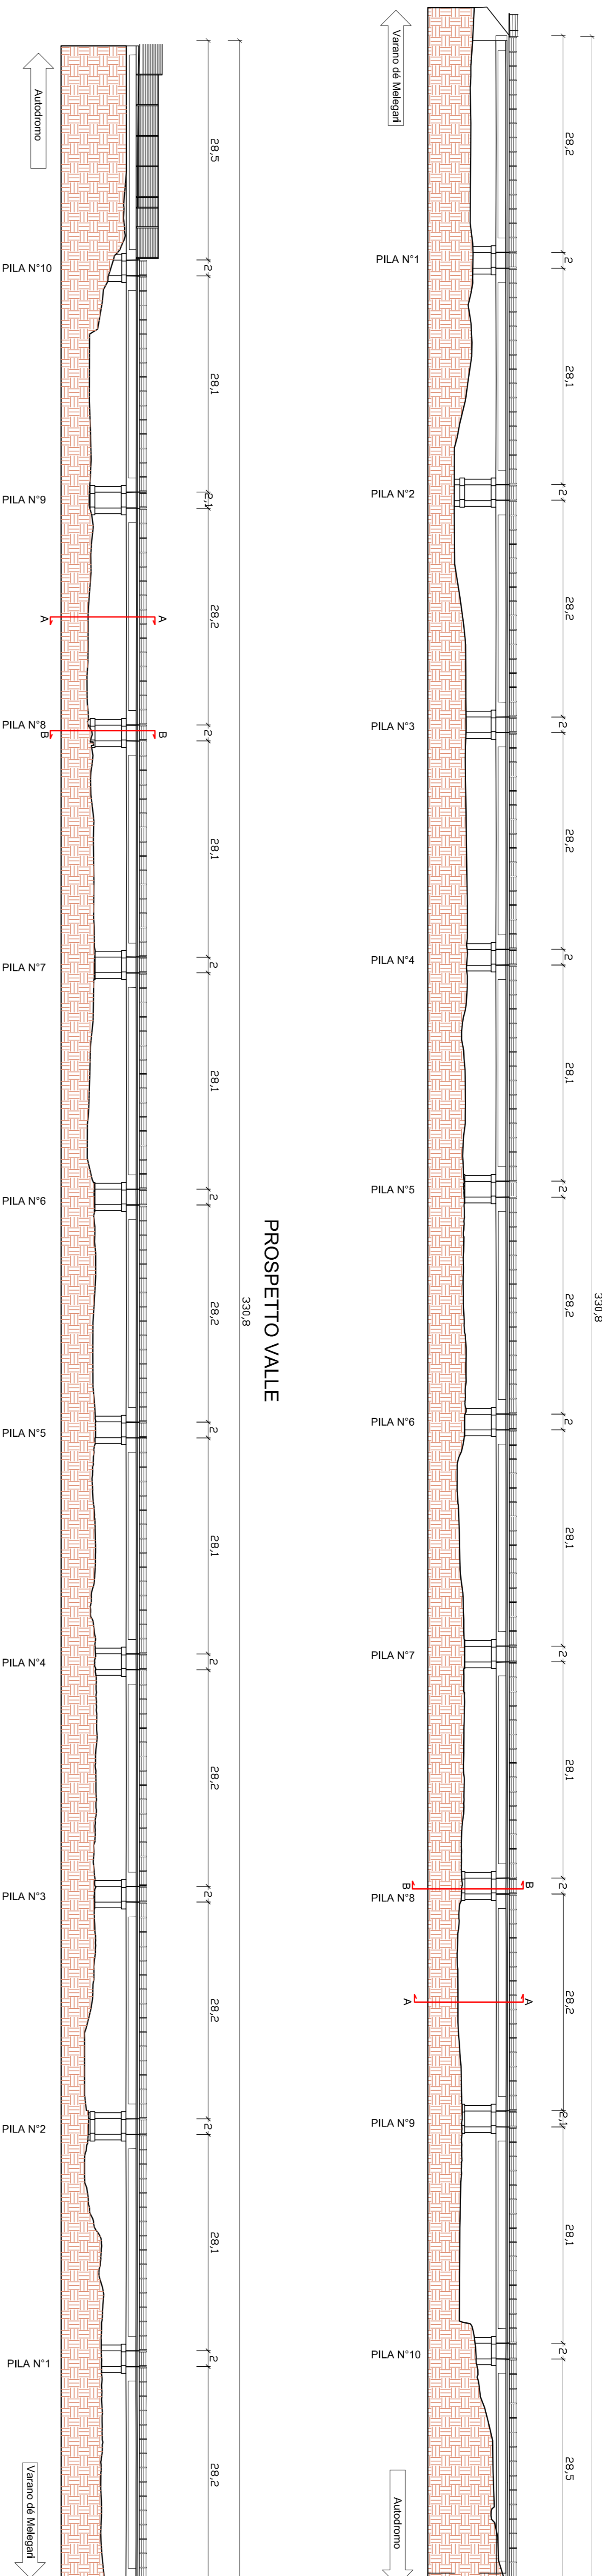 Varano dé Melegari
330,8
28,2
2
28,1
2
28,2
2
28,2
2
28,1
2
28,2
2
28,1
2
28,1
2
28,2
2,1
28,1
2
28,5
PILA N°1
PILA N°2
PILA N°3
PILA N°4
PILA N°5
PILA N°6
PILA N°7
PILA N°8
PILA N°9
PILA N°10
B
B
A
A
Autodromo
PROSPETTO VALLE
330,8
Autodromo
28,5
2
28,1
2,1
28,2
2
28,1
2
28,1
2
28,2
2
28,1
2
28,2
2
28,2
2
28,1
2
28,2
PILA N°10
PILA N°9
PILA N°8
PILA N°7
PILA N°6
PILA N°5
PILA N°4
PILA N°3
PILA N°2
PILA N°1
A
A
B
B
Varano dé Melegari